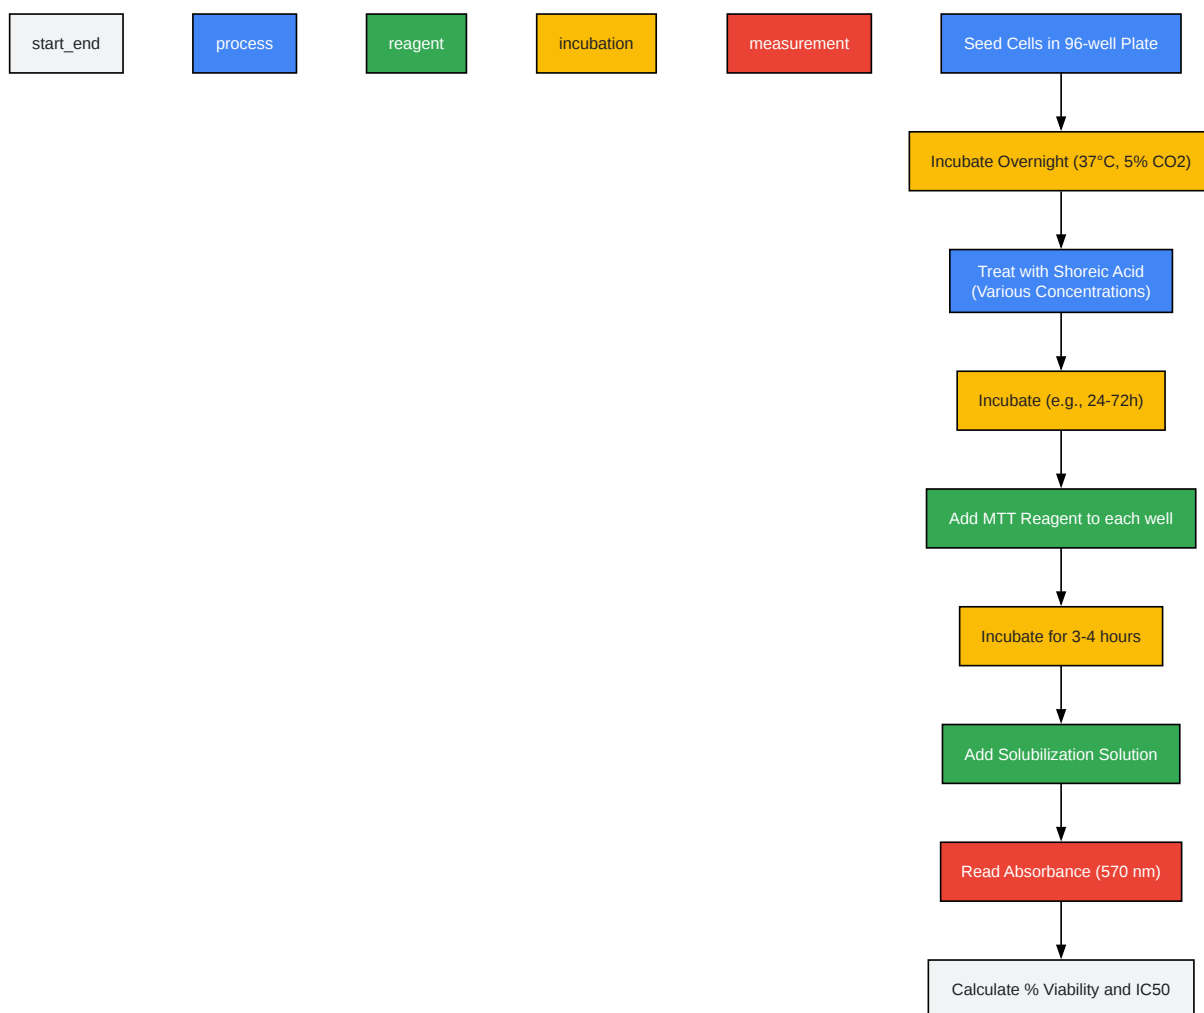 start_end
process
reagent
incubation
measurement
Seed Cells in 96-well Plate
Incubate Overnight (37°C, 5% CO2)
Treat with Shoreic Acid
(Various Concentrations)
Incubate (e.g., 24-72h)
Add MTT Reagent to each well
Incubate for 3-4 hours
Add Solubilization Solution
Read Absorbance (570 nm)
Calculate % Viability and IC50